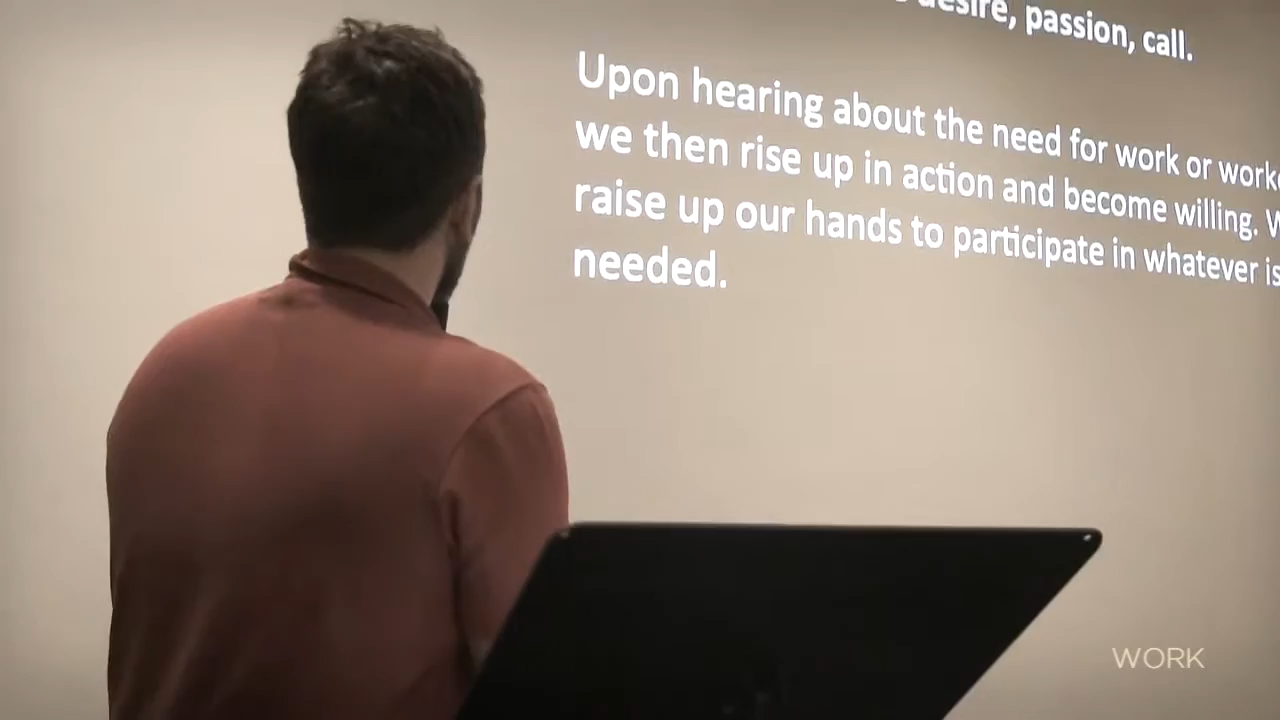 desire, passion, call.
Upon hearing about the need for work or
we then rise up in action and become willing.
raise up our hands to participate in whatever is
needed.
WORK